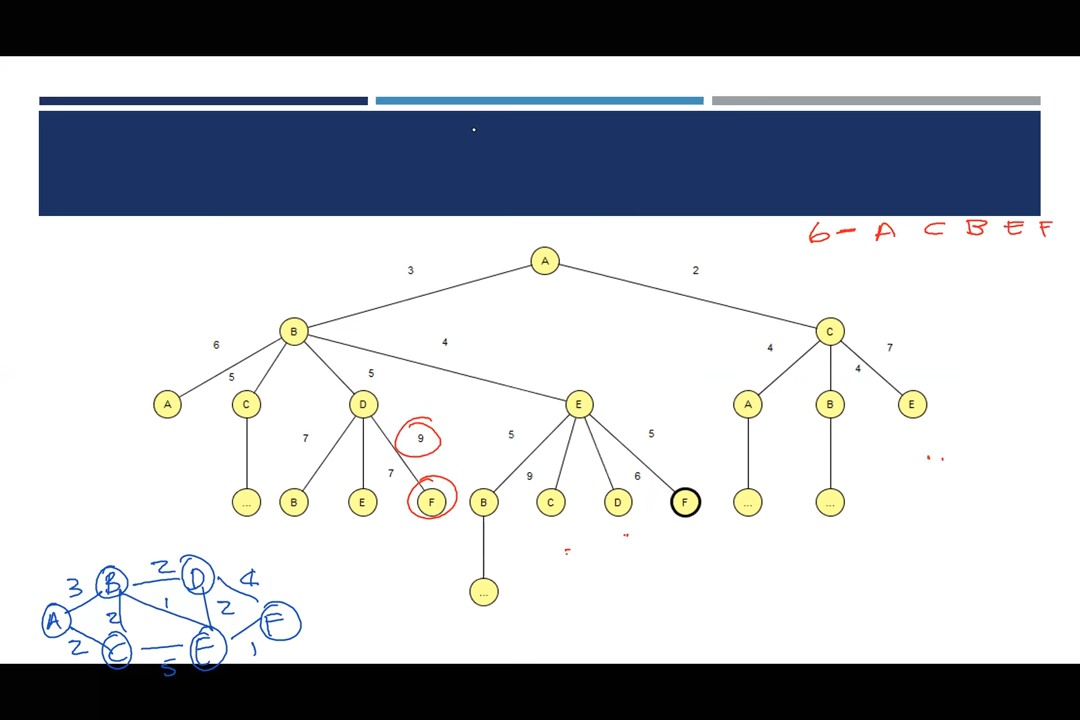 6 - A C B E F
A
3 2
B C
6 5 5 4 4 4 7
A C D E A B E
7 9 7 5 9 6 5
... B E F B C D F ... ...
...
3 B 2 D 4
A 2 1 2 F
2 C 5 E 1